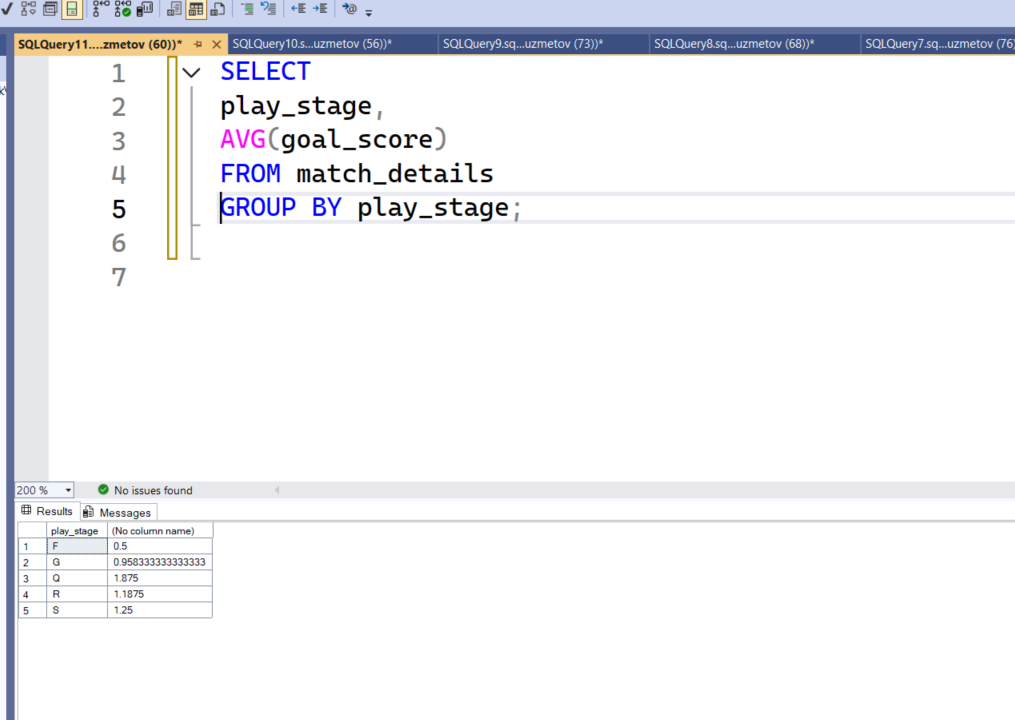 SQLQuery11....zmetov (60))*
SQLQuery10.s...uzmetov (56))*
SQLQuery9.sq...uzmetov (73))*
SQLQuery8.sq...uzmetov (68))*
SQLQuery7.sq...uzmetov (76)
1 SELECT
2 play_stage,
3 AVG(goal_score)
4 FROM match_details
5 GROUP BY play_stage;
6
7
200 % No issues found
Results Messages
play_stage (No column name)
1 F 0.5
2 G 0.958333333333333
3 Q 1.875
4 R 1.1875
5 S 1.25